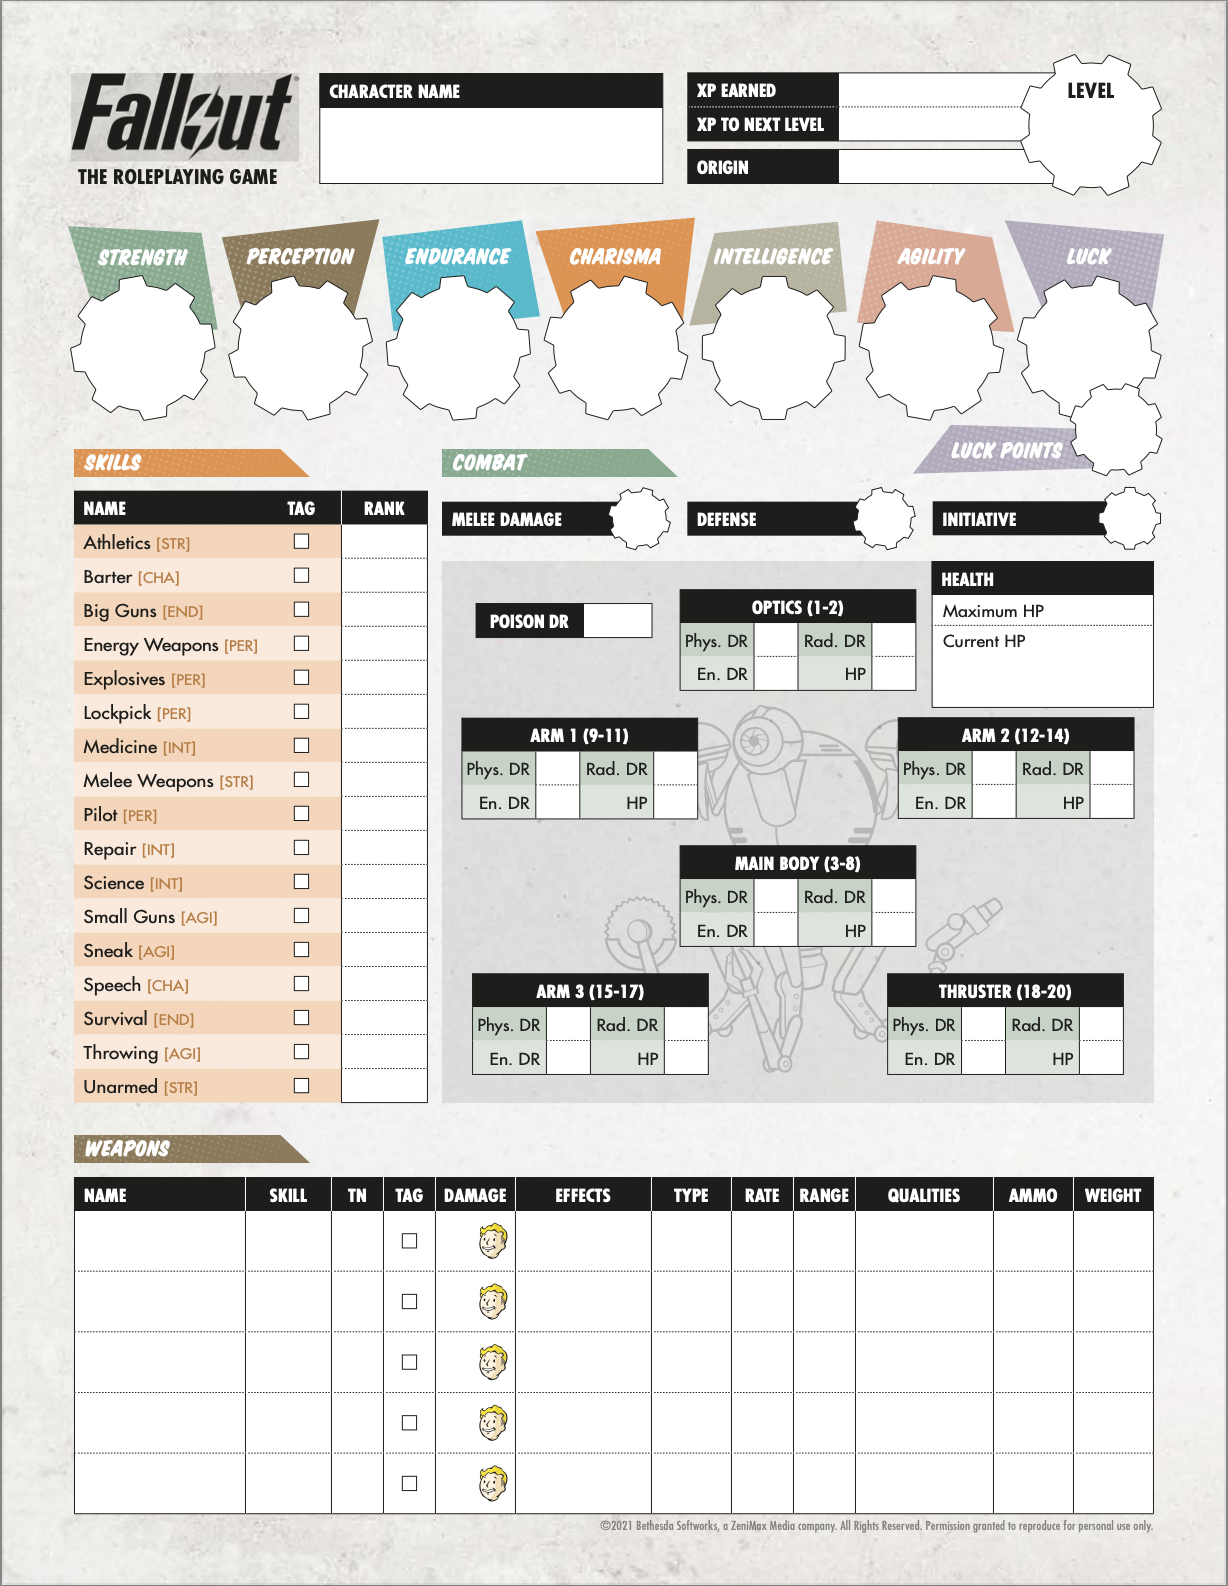 Fallout
THE ROLEPLAYING GAME
CHARACTER NAME
XP EARNED
XP TO NEXT LEVEL
ORIGIN
LEVEL
STRENGTH
PERCEPTION
ENDURANCE
CHARISMA
INTELLIGENCE
AGILITY
LUCK
LUCK POINTS
SKILLS
NAME TAG RANK
Athletics [STR]
Barter [CHA]
Big Guns [END]
Energy Weapons [PER]
Explosives [PER]
Lockpick [PER]
Medicine [INT]
Melee Weapons [STR]
Pilot [PER]
Repair [INT]
Science [INT]
Small Guns [AGI]
Sneak [AGI]
Speech [CHA]
Survival [END]
Throwing [AGI]
Unarmed [STR]
COMBAT
MELEE DAMAGE
DEFENSE
INITIATIVE
POISON DR
OPTICS (1-2)
Phys. DR Rad. DR
En. DR HP
HEALTH
Maximum HP
Current HP
ARM 1 (9-11)
Phys. DR Rad. DR
En. DR HP
ARM 2 (12-14)
Phys. DR Rad. DR
En. DR HP
MAIN BODY (3-8)
Phys. DR Rad. DR
En. DR HP
ARM 3 (15-17)
Phys. DR Rad. DR
En. DR HP
THRUSTER (18-20)
Phys. DR Rad. DR
En. DR HP
WEAPONS
NAME SKILL TN TAG DAMAGE EFFECTS TYPE RATE RANGE QUALITIES AMMO WEIGHT
©2021 Bethesda Softworks, a ZeniMax Media company. All Rights Reserved. Permission granted to reproduce for personal use only.